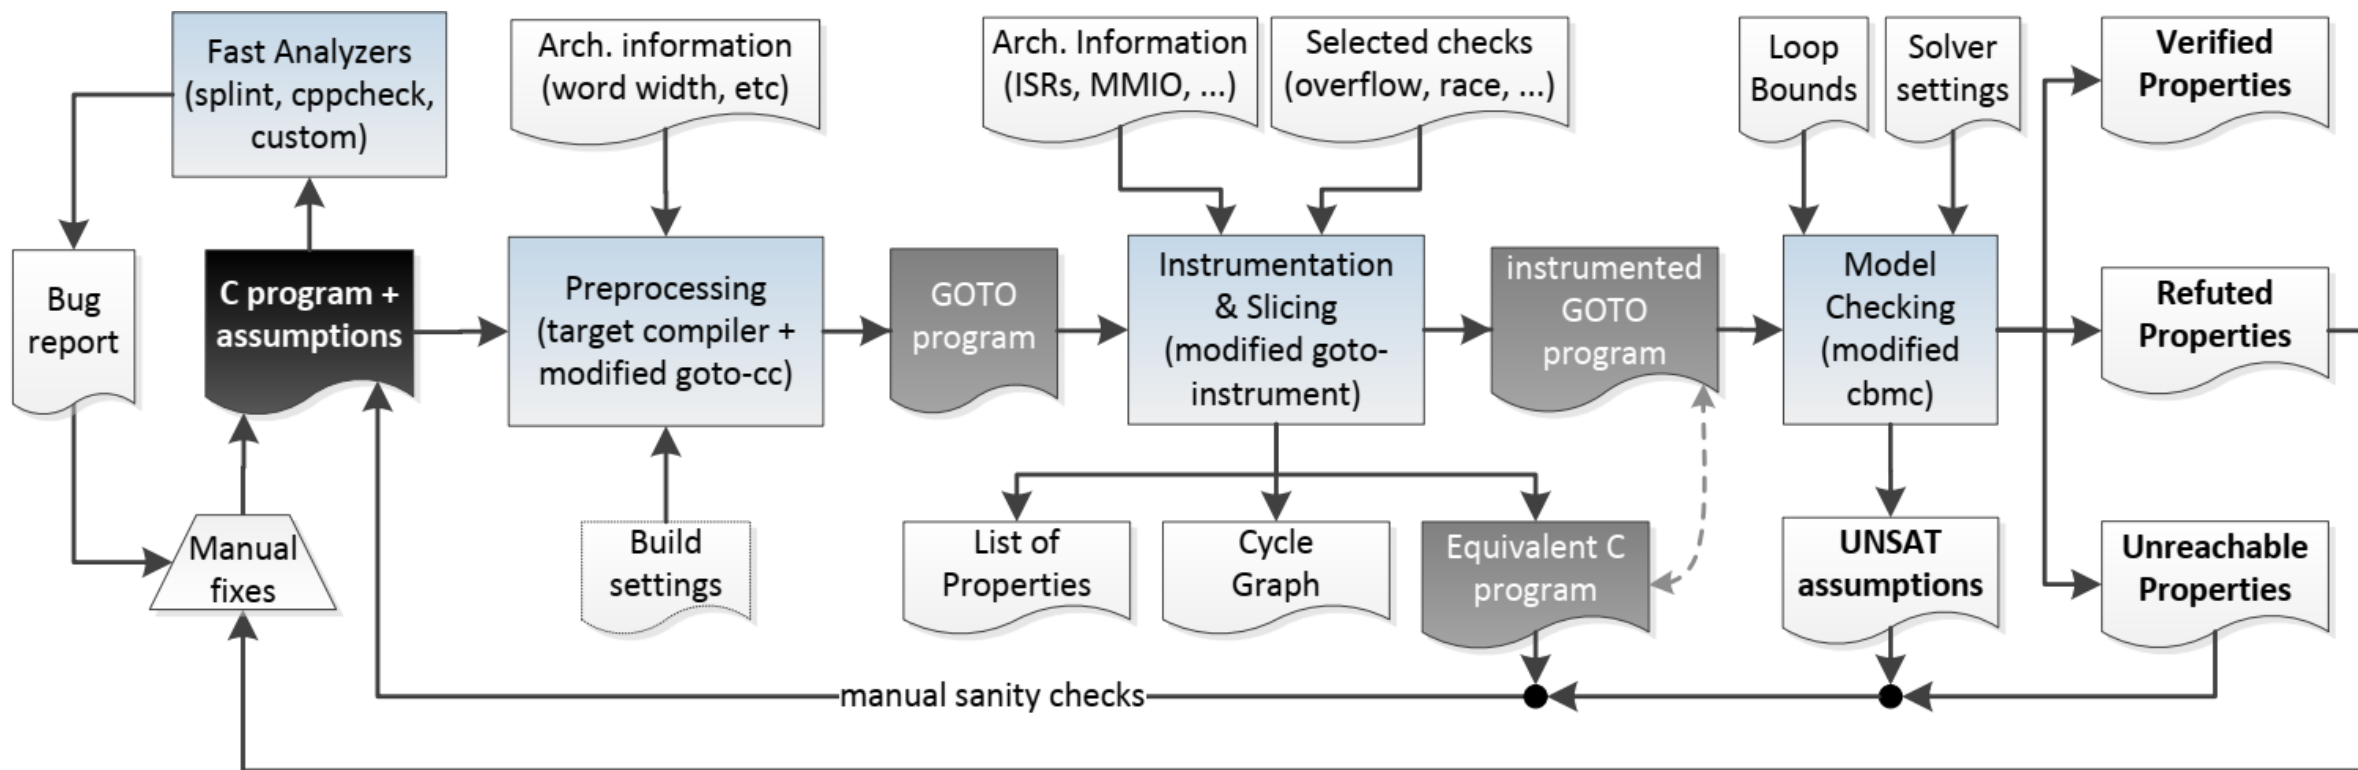 Fast Analyzers
(splint, cppcheck,
custom)
Arch. information
(word width, etc)
Arch. Information
(ISRs, MMIO, ...)
Selected checks
(overflow, race, ...)
Loop
Bounds
Solver
settings
Verified
Properties
Bug
report
C program +
assumptions
Preprocessing
(target compiler +
modified goto-cc)
GOTO
program
Instrumentation
& Slicing
(modified goto-
instrument)
instrumented
GOTO
program
Model
Checking
(modified
cbmc)
Refuted
Properties
Manual
fixes
Build
settings
List of
Properties
Cycle
Graph
Equivalent C
program
UNSAT
assumptions
Unreachable
Properties
manual sanity checks